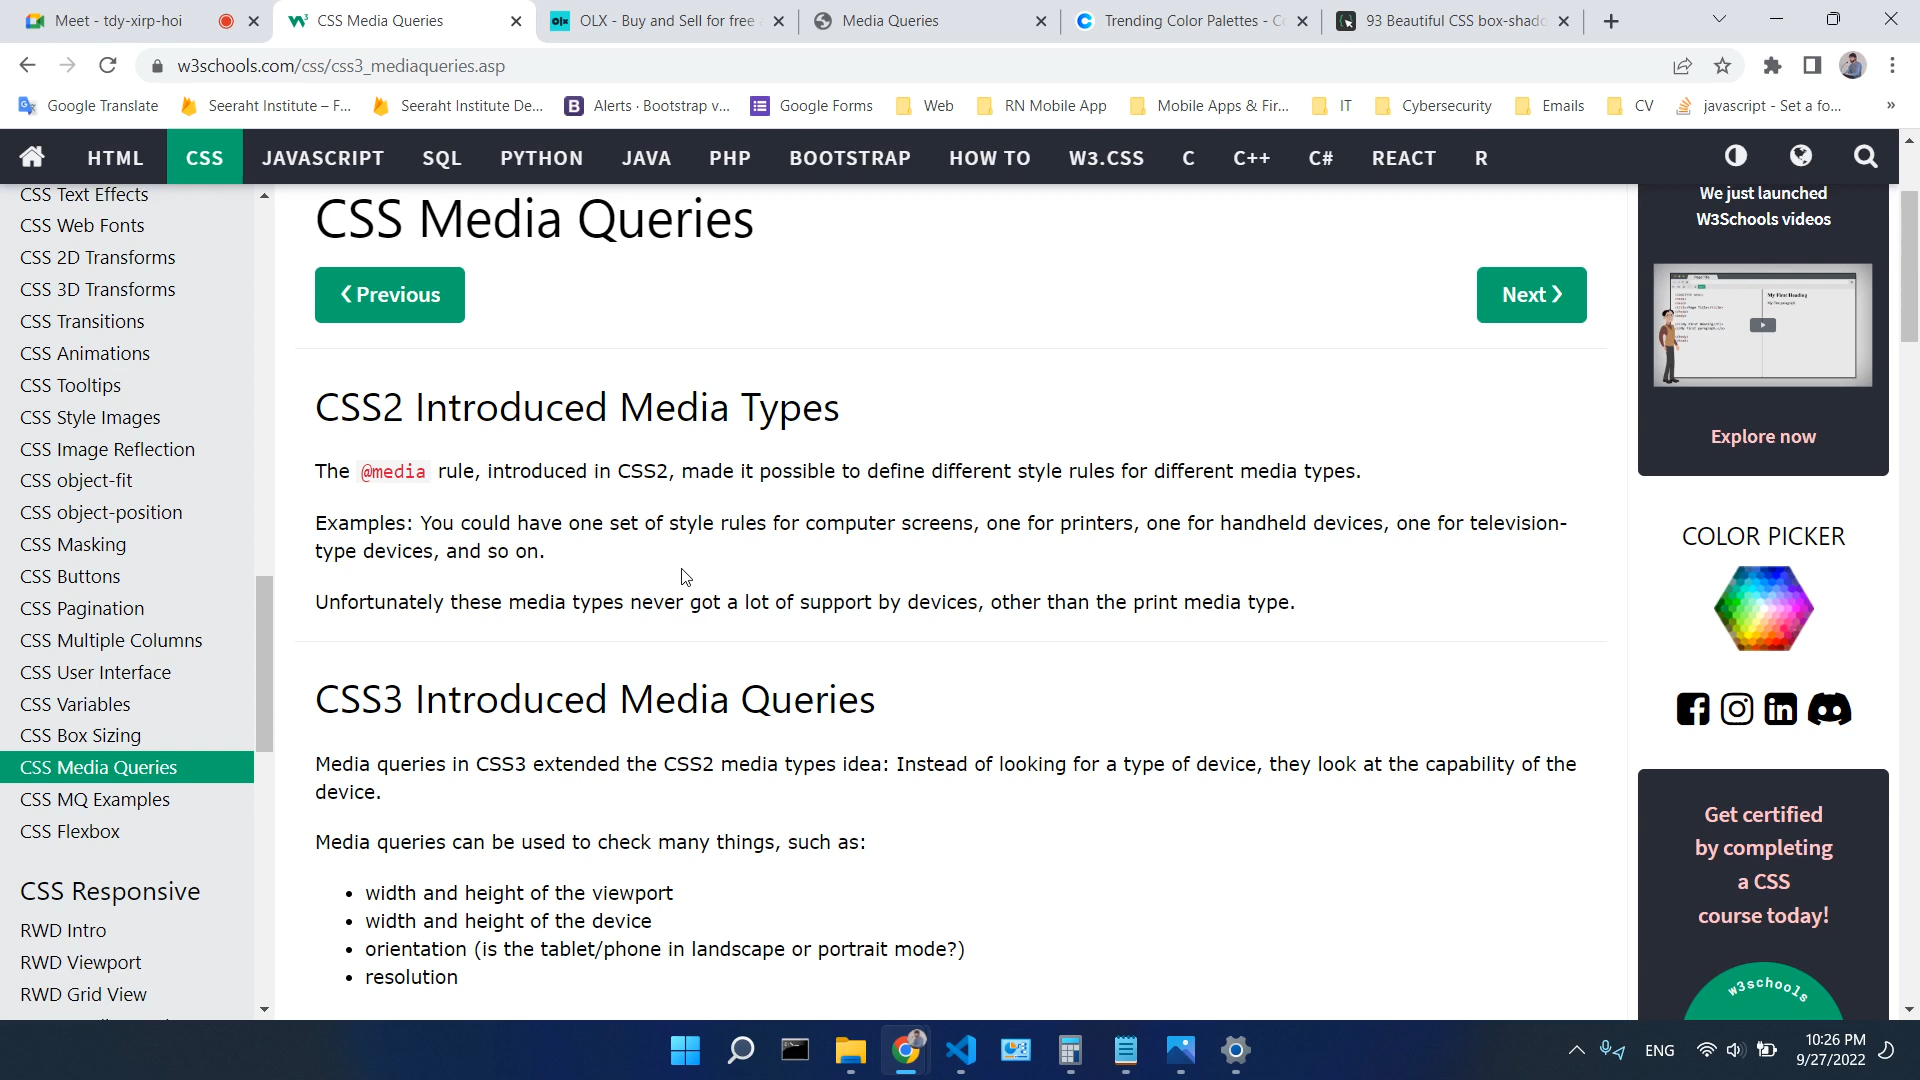 Meet - tdy-xirp-hoi
CSS Media Queries
OLX - Buy and Sell for free
Media Queries
Trending Color Palettes - C
93 Beautiful CSS box-shad
w3schools.com/css/css3_mediaqueries.asp
Google Translate
Seeraht Institute – F...
Seeraht Institute De...
Alerts · Bootstrap v...
Google Forms
Web
RN Mobile App
Mobile Apps & Fir...
IT
Cybersecurity
Emails
CV
javascript - Set a fo...
»
HTML
CSS
JAVASCRIPT
SQL
PYTHON
JAVA
PHP
BOOTSTRAP
HOW TO
W3.CSS
C
C++
C#
REACT
R
CSS Text Effects
CSS Web Fonts
CSS 2D Transforms
CSS 3D Transforms
CSS Transitions
CSS Animations
CSS Tooltips
CSS Style Images
CSS Image Reflection
CSS object-fit
CSS object-position
CSS Masking
CSS Buttons
CSS Pagination
CSS Multiple Columns
CSS User Interface
CSS Variables
CSS Box Sizing
CSS Media Queries
CSS MQ Examples
CSS Flexbox
CSS Responsive
RWD Intro
RWD Viewport
RWD Grid View
CSS Media Queries
❮ Previous
Next ❯
CSS2 Introduced Media Types
The @media rule, introduced in CSS2, made it possible to define different style rules for different media types.
Examples: You could have one set of style rules for computer screens, one for printers, one for handheld devices, one for television-
type devices, and so on.
Unfortunately these media types never got a lot of support by devices, other than the print media type.
CSS3 Introduced Media Queries
Media queries in CSS3 extended the CSS2 media types idea: Instead of looking for a type of device, they look at the capability of the
device.
Media queries can be used to check many things, such as:
• width and height of the viewport
• width and height of the device
• orientation (is the tablet/phone in landscape or portrait mode?)
• resolution
We just launched
W3Schools videos
My First Heading
Explore now
COLOR PICKER
Get certified
by completing
a CSS
course today!
w3schools
ENG
10:26 PM
9/27/2022